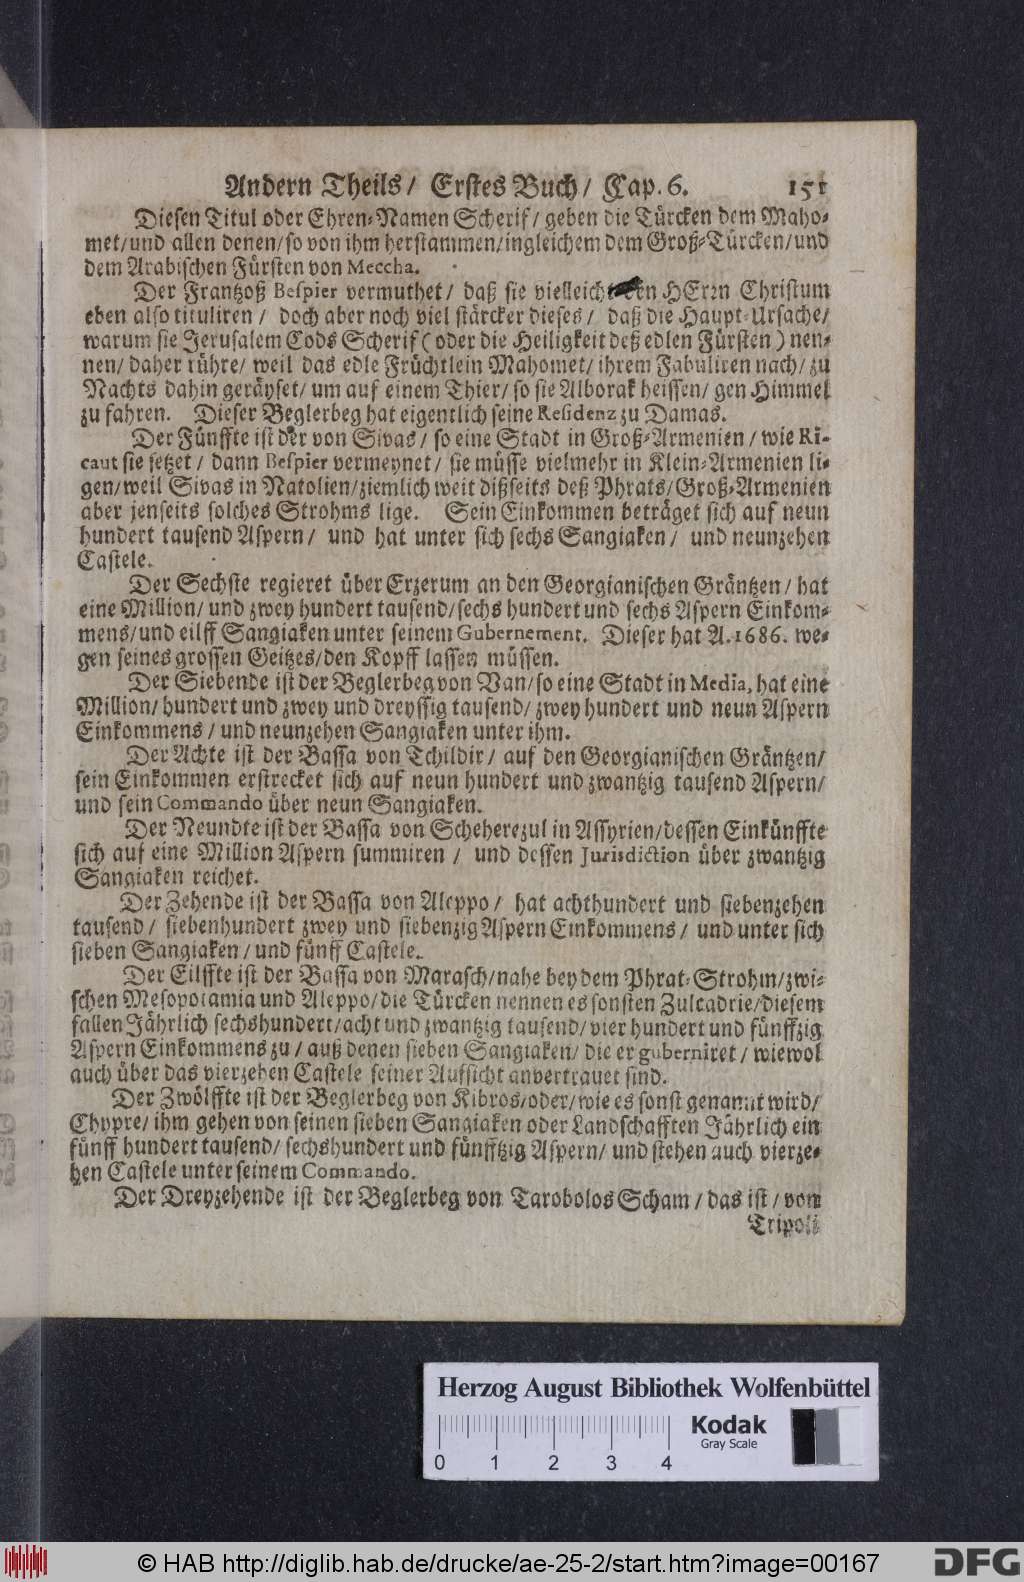 Andern Theils/ Erstes Buch/ Cap. 6. 151
Diesen Titul oder Ehren-Namen Scherif/ geben die Türcken dem Maho-
met/und allen denen/so von ihm herstammen/ingleichem dem Groß-Türcken/und
dem Arabischen Fürsten von Meccha.
Der Frantzoß Bespier vermuthet/ daß sie vielleicht den HErrn Christum
eben also tituliren/ doch aber noch viel stärcker dieses/ daß die Haupt-Ursache/
warum sie Jerusalem Cods Scherif (oder die Heiligkeit deß edlen Fürsten) nen-
nen/ daher rühre/ weil das edle Früchtlein Mahomet/ ihrem Fabuliren nach/ zu
Nachts dahin geräyset/ um auf einem Thier/ so sie Alborak heissen/ gen Himmel
zu fahren. Dieser Beglerbeg hat eigentlich seine Residenz zu Damas.
Der Fünffte ist der von Sivas/ so eine Stadt in Groß-Armenien/ wie Ri-
caut sie setzet/ dann Bespier vermeynet/ sie müsse vielmehr in Klein-Armenien li-
gen/weil Sivas in Natolien/ziemlich weit dißseits deß Phrats/Groß-Armenien
aber jenseits solches Strohms lige. Sein Einkommen beträget sich auf neun
hundert tausend Aspern/ und hat unter sich sechs Sangiaken/ und neunzehen
Castele.
Der Sechste regieret über Erzerum an den Georgianischen Gräntzen/ hat
eine Million/ und zwey hundert tausend/sechs hundert und sechs Aspern Einkom-
mens/und eilff Sangiaken unter seinem Gubernement. Dieser hat A. 1686. we-
gen seines grossen Geitzes/den Kopff lassen müssen.
Der Siebende ist der Beglerbeg von Van/so eine Stadt in Media, hat eine
Million/ hundert und zwey und dreyssig tausend/ zwey hundert und neun Aspern
Einkommens/ und neunzehen Sangiaken unter ihm.
Der Achte ist der Bassa von Tchildir/ auf den Georgianischen Gräntzen/
sein Einkommen erstrecket sich auf neun hundert und zwantzig tausend Aspern/
und sein Commando über neun Sangiaken.
Der Neundte ist der Bassa von Scheherezul in Assyrien/dessen Einkünffte
sich auf eine Million Aspern summiren/ und dessen Jurisdiction über zwantzig
Sangiaken reichet.
Der Zehende ist der Bassa von Aleppo/ hat achthundert und siebenzehen
tausend/ siebenhundert zwey und siebenzig Aspern Einkommens/ und unter sich
sieben Sangiaken/ und fünff Castele.
Der Eilffte ist der Bassa von Marasch/nahe bey dem Phrat-Strohm/zwi-
schen Mesopotamia und Aleppo/die Türcken nennen es sonsten Zulcadrie/diesem
fallen Jährlich sechshundert/acht und zwantzig tausend/vier hundert und fünffzig
Aspern Einkommens zu/ auß denen sieben Sangiaken/ die er guberniret/ wiewol
auch über das vierzehen Castele seiner Aufsicht anvertrauet sind.
Der Zwölffte ist der Beglerbeg von Kibros/oder/wie es sonst genannt wird/
Chypre/ ihm gehen von seinen sieben Sangiaken oder Landschafften Jährlich ein
fünff hundert tausend/ sechshundert und fünfftzig Aspern/ und stehen auch vierze-
hen Castele unter seinem Commando.
Der Dreyzehende ist der Beglerbeg von Tarobolos Scham/ das ist/ von
Tripoli
Herzog August Bibliothek Wolfenbüttel
Kodak
Gray Scale
0 1 2 3 4
© HAB http://diglib.hab.de/drucke/ae-25-2/start.htm?image=00167
DFG